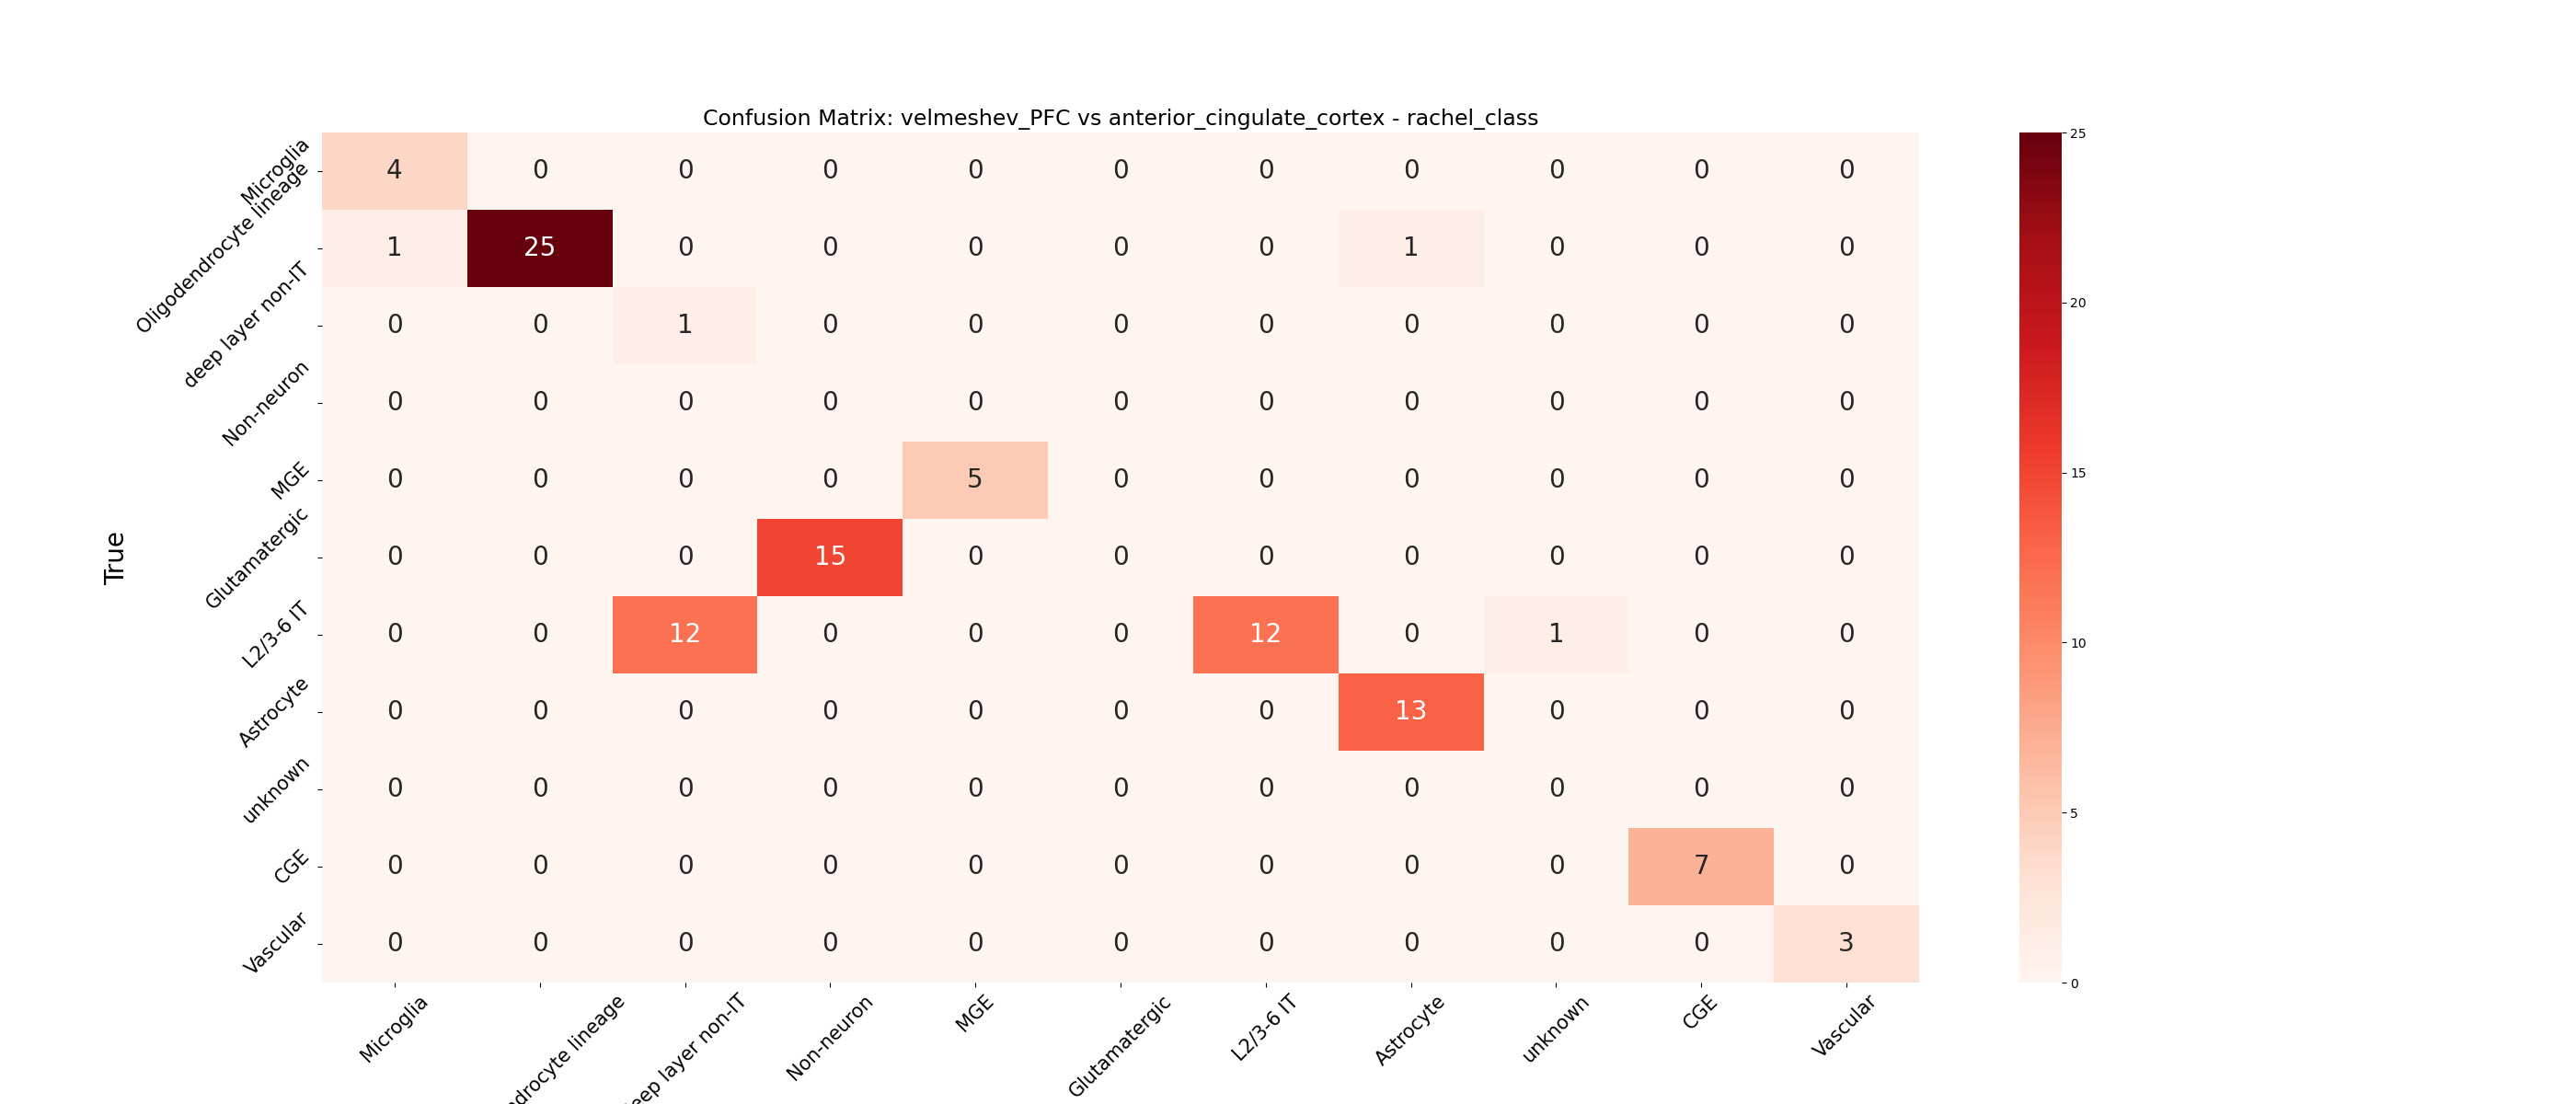 Confusion Matrix: velmeshev_PFC vs anterior_cingulate_cortex - rachel_class
True
Microglia 4 0 0 0 0 0 0 0 0 0 0
Oligodendrocyte lineage 1 25 0 0 0 0 0 1 0 0 0
deep layer non-IT 0 0 1 0 0 0 0 0 0 0 0
Non-neuron 0 0 0 0 0 0 0 0 0 0 0
MGE 0 0 0 0 5 0 0 0 0 0 0
Glutamatergic 0 0 0 15 0 0 0 0 0 0 0
L2/3-6 IT 0 0 12 0 0 0 12 0 1 0 0
Astrocyte 0 0 0 0 0 0 0 13 0 0 0
unknown 0 0 0 0 0 0 0 0 0 0 0
CGE 0 0 0 0 0 0 0 0 0 7 0
Vascular 0 0 0 0 0 0 0 0 0 0 3
Microglia
ndrocyte lineage
eep layer non-IT
Non-neuron
MGE
Glutamatergic
L2/3-6 IT
Astrocyte
unknown
CGE
Vascular
25
20
15
10
5
0